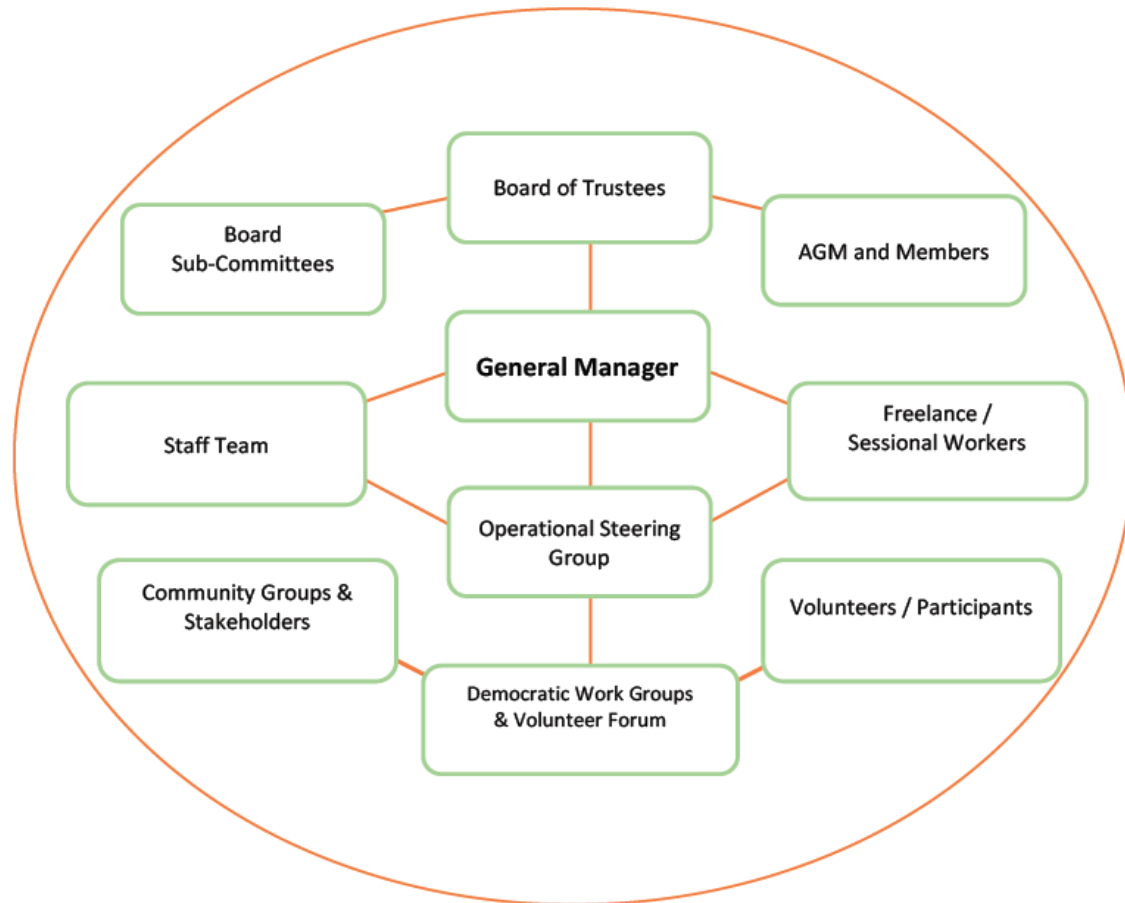 Board of Trustees
Board
Sub-Committees
AGM and Members
General Manager
Staff Team
Freelance /
Sessional Workers
Operational Steering
Group
Community Groups &
Stakeholders
Volunteers / Participants
Democratic Work Groups
& Volunteer Forum